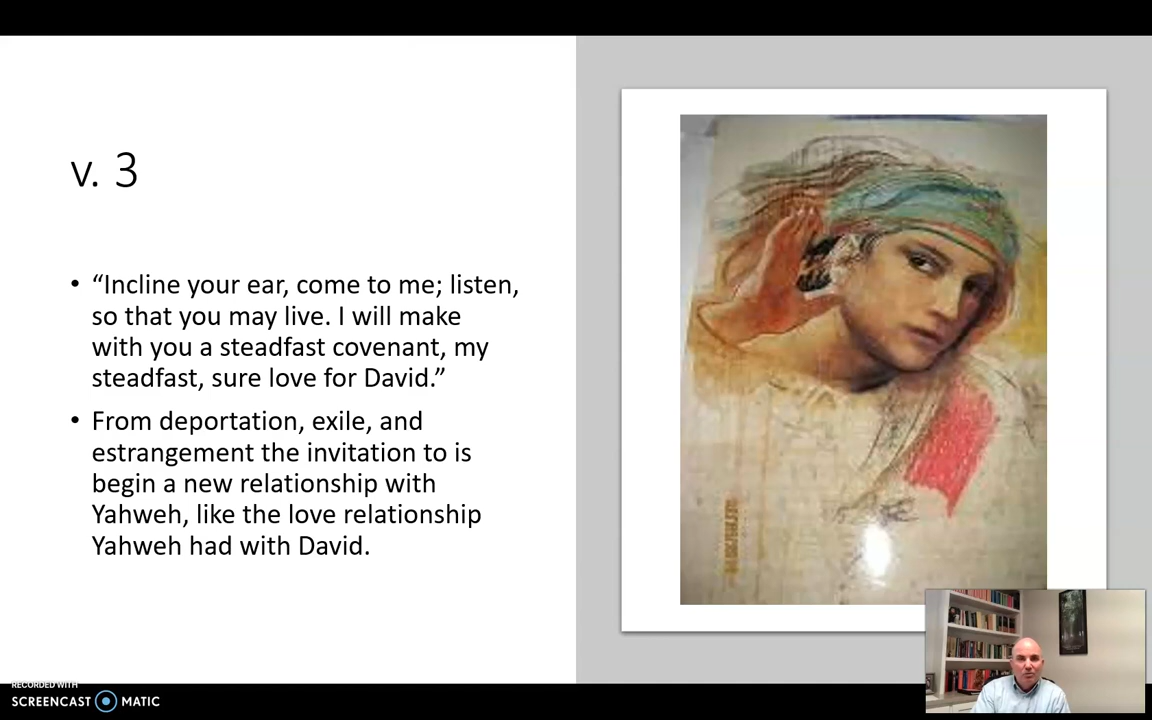 v. 3
• “Incline your ear, come to me; listen,
so that you may live. I will make
with you a steadfast covenant, my
steadfast, sure love for David.”
• From deportation, exile, and
estrangement the invitation to is
begin a new relationship with
Yahweh, like the love relationship
Yahweh had with David.
RECORDED WITH
SCREENCAST MATIC